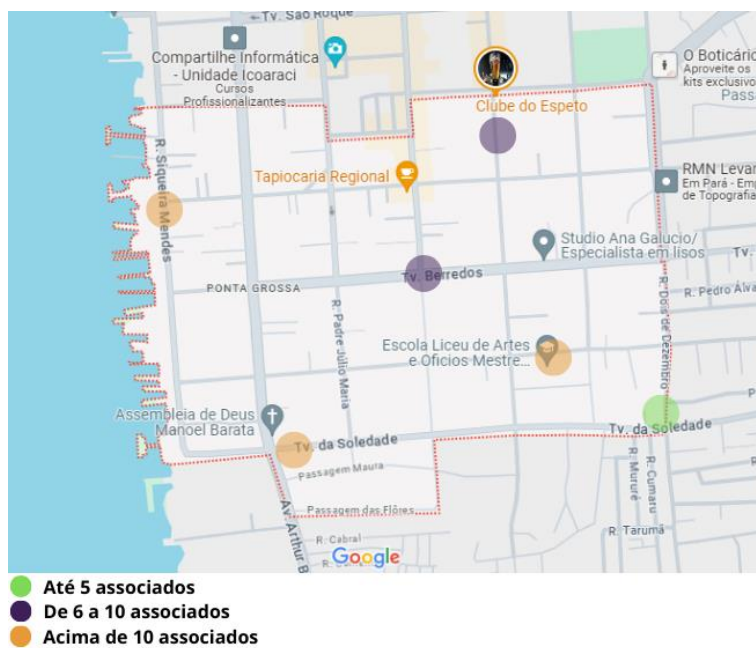 Tv. São Roque
Compartilhe Informática
- Unidade Icoaraci
Cursos
Profissionalizantes
O Boticário
Aproveite os
kits exclusivo
Pass
Clube do Espeto
R. Siqueira Mendes
Tapiocaria Regional
RMN Levan
Em Pará - Emp
de Topografia
Studio Ana Galucio/
Especialista em lisos
Tv.
Tv. Berredos
PONTA GROSSA
R. Pedro Álva
R. Padre Júlio Maria
R. Dois de Dezembro
Escola Liceu de Artes
e Ofícios Mestre...
Assembleia de Deus
Manoel Barata
Tv. da Soledade
Tv. da Soledade
Passagem Maura
R. Mururé
R. Cumaru
Av. Arthur B
Passagem das Flôres
R. Tarumã
R. Cabral
Google
Até 5 associados
De 6 a 10 associados
Acima de 10 associados